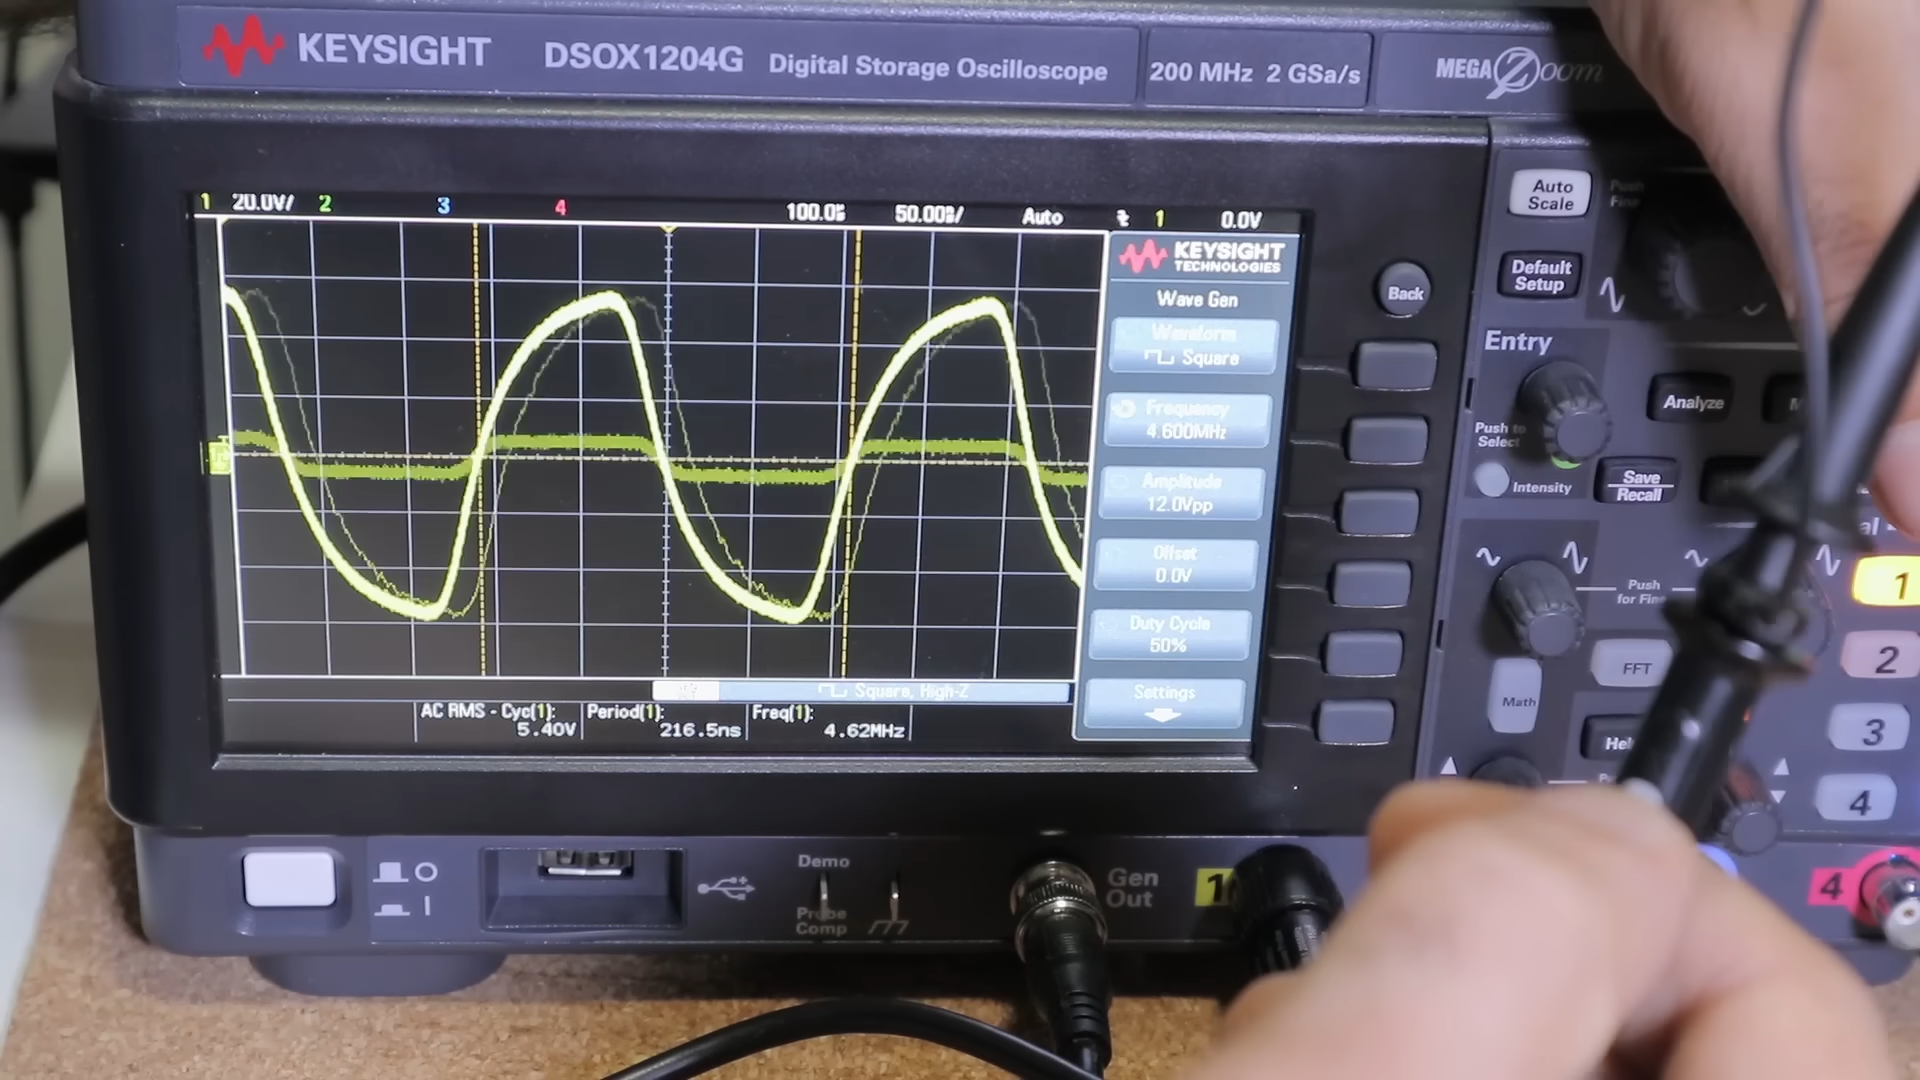 KEYSIGHT DSOX1204G Digital Storage Oscilloscope 200 MHz 2 GSa/s MEGA Zoom
1 20.0V/ 2 3 4 100.0ns 50.00ns/ Auto 1 0.0V
KEYSIGHT
TECHNOLOGIES
Wave Gen
Waveform
Square
Frequency
4.600MHz
Amplitude
12.0Vpp
Offset
0.0V
Duty Cycle
50%
Settings
Square, High-Z
AC RMS - Cyc(1):
5.40V
Period(1):
216.5ns
Freq(1):
4.62MHz
Auto
Scale
Push
Default
Setup
Back
Entry
Push to
Select
Analyze
Intensity
Save
Recall
Push
for Fine
FFT
Math
1
2
3
4
Demo
Probe
Comp
Gen
Out
1
4